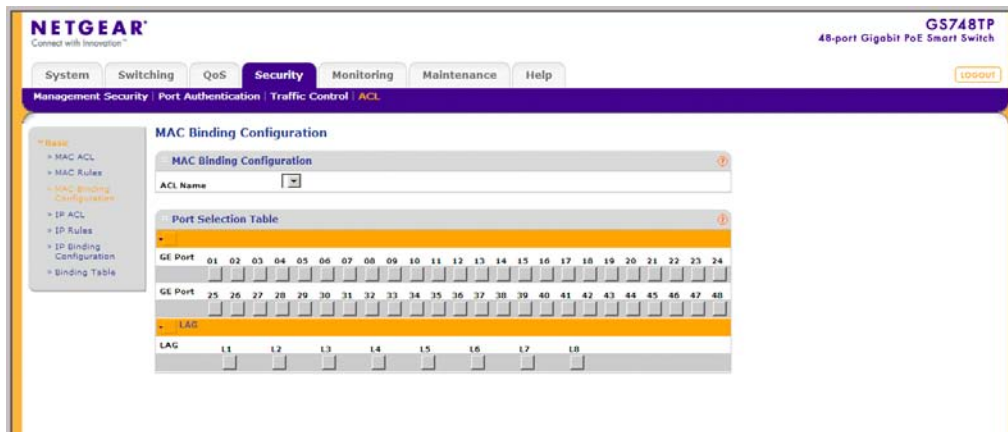 NETGEAR®
Connect with Innovation™
GS748TP
48-port Gigabit PoE Smart Switch
System Switching QoS Security Monitoring Maintenance Help
LOGOUT
Management Security | Port Authentication | Traffic Control | ACL
Basic
» MAC ACL
» MAC Rules
» MAC Binding
Configuration
» IP ACL
» IP Rules
» IP Binding
Configuration
» Binding Table
MAC Binding Configuration
MAC Binding Configuration
ACL Name
Port Selection Table
GE Port 01 02 03 04 05 06 07 08 09 10 11 12 13 14 15 16 17 18 19 20 21 22 23 24
GE Port 25 26 27 28 29 30 31 32 33 34 35 36 37 38 39 40 41 42 43 44 45 46 47 48
LAG
LAG L1 L2 L3 L4 L5 L6 L7 L8